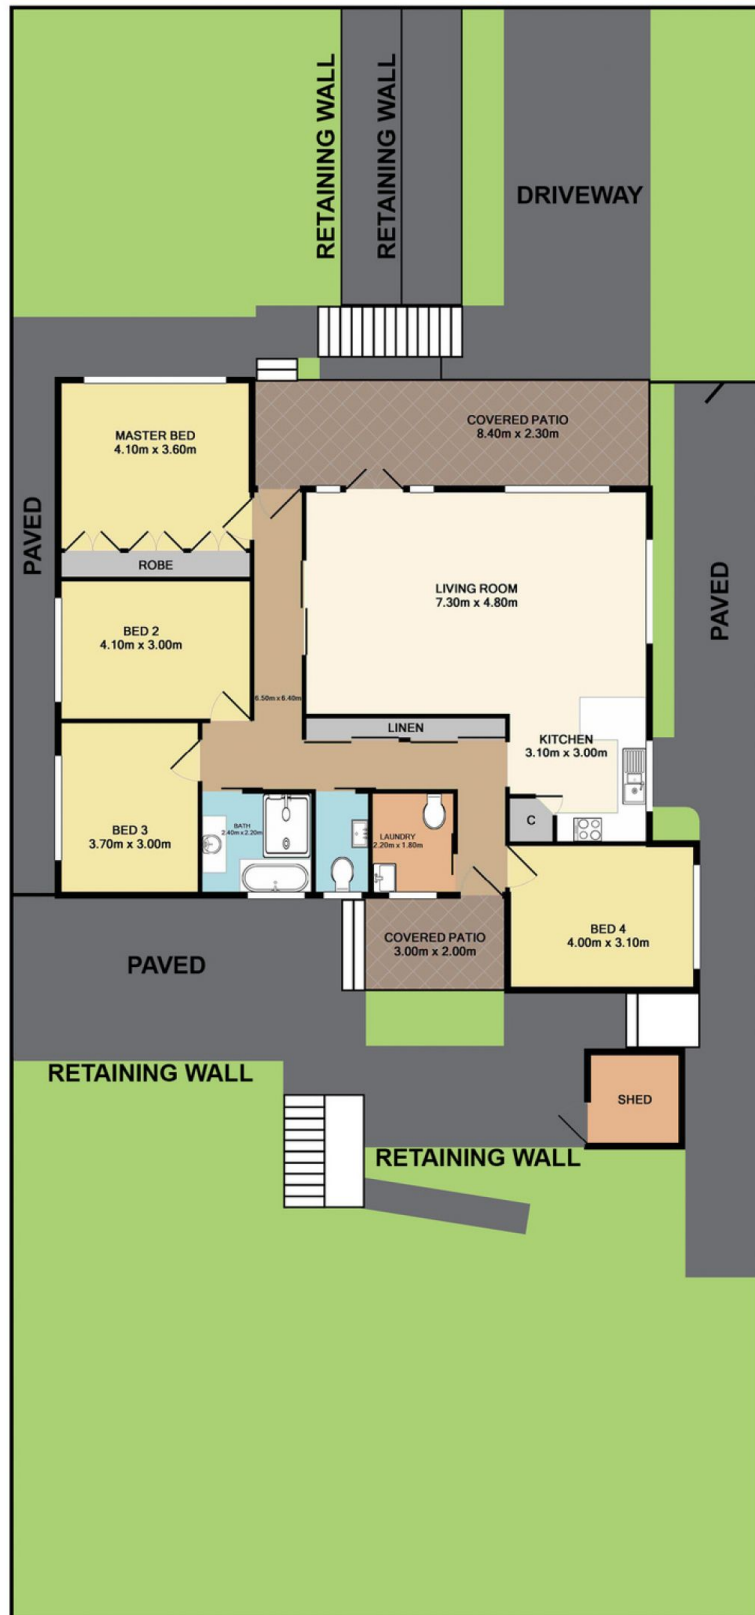 RETAINING WALL
RETAINING WALL
DRIVEWAY
MASTER BED
4.10m x 3.60m
COVERED PATIO
8.40m x 2.30m
PAVED
ROBE
LIVING ROOM
7.30m x 4.80m
PAVED
BED 2
4.10m x 3.00m
6.50m x 6.40m
LINEN
KITCHEN
3.10m x 3.00m
BED 3
3.70m x 3.00m
BATH
2.40m x 2.20m
LAUNDRY
2.20m x 1.80m
C
COVERED PATIO
3.00m x 2.00m
BED 4
4.00m x 3.10m
PAVED
RETAINING WALL
SHED
RETAINING WALL